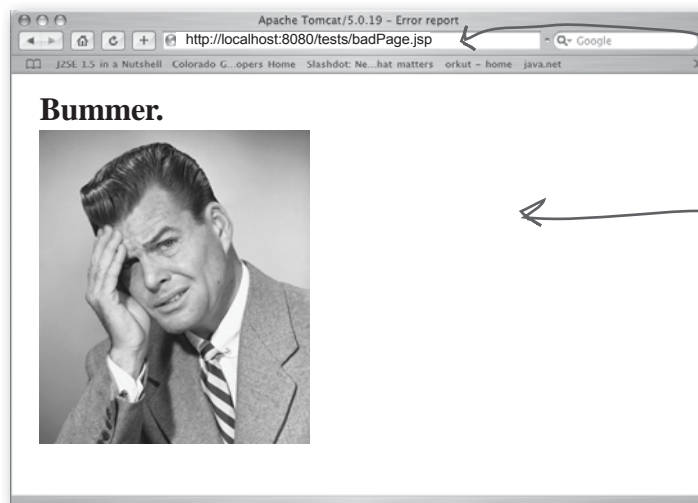 Apache Tomcat/5.0.19 – Error report
http://localhost:8080/tests/badPage.jsp
Google
J2SE 1.5 in a Nutshell Colorado G...opers Home Slashdot: Ne...hat matters orkut – home java.net
Bummer.